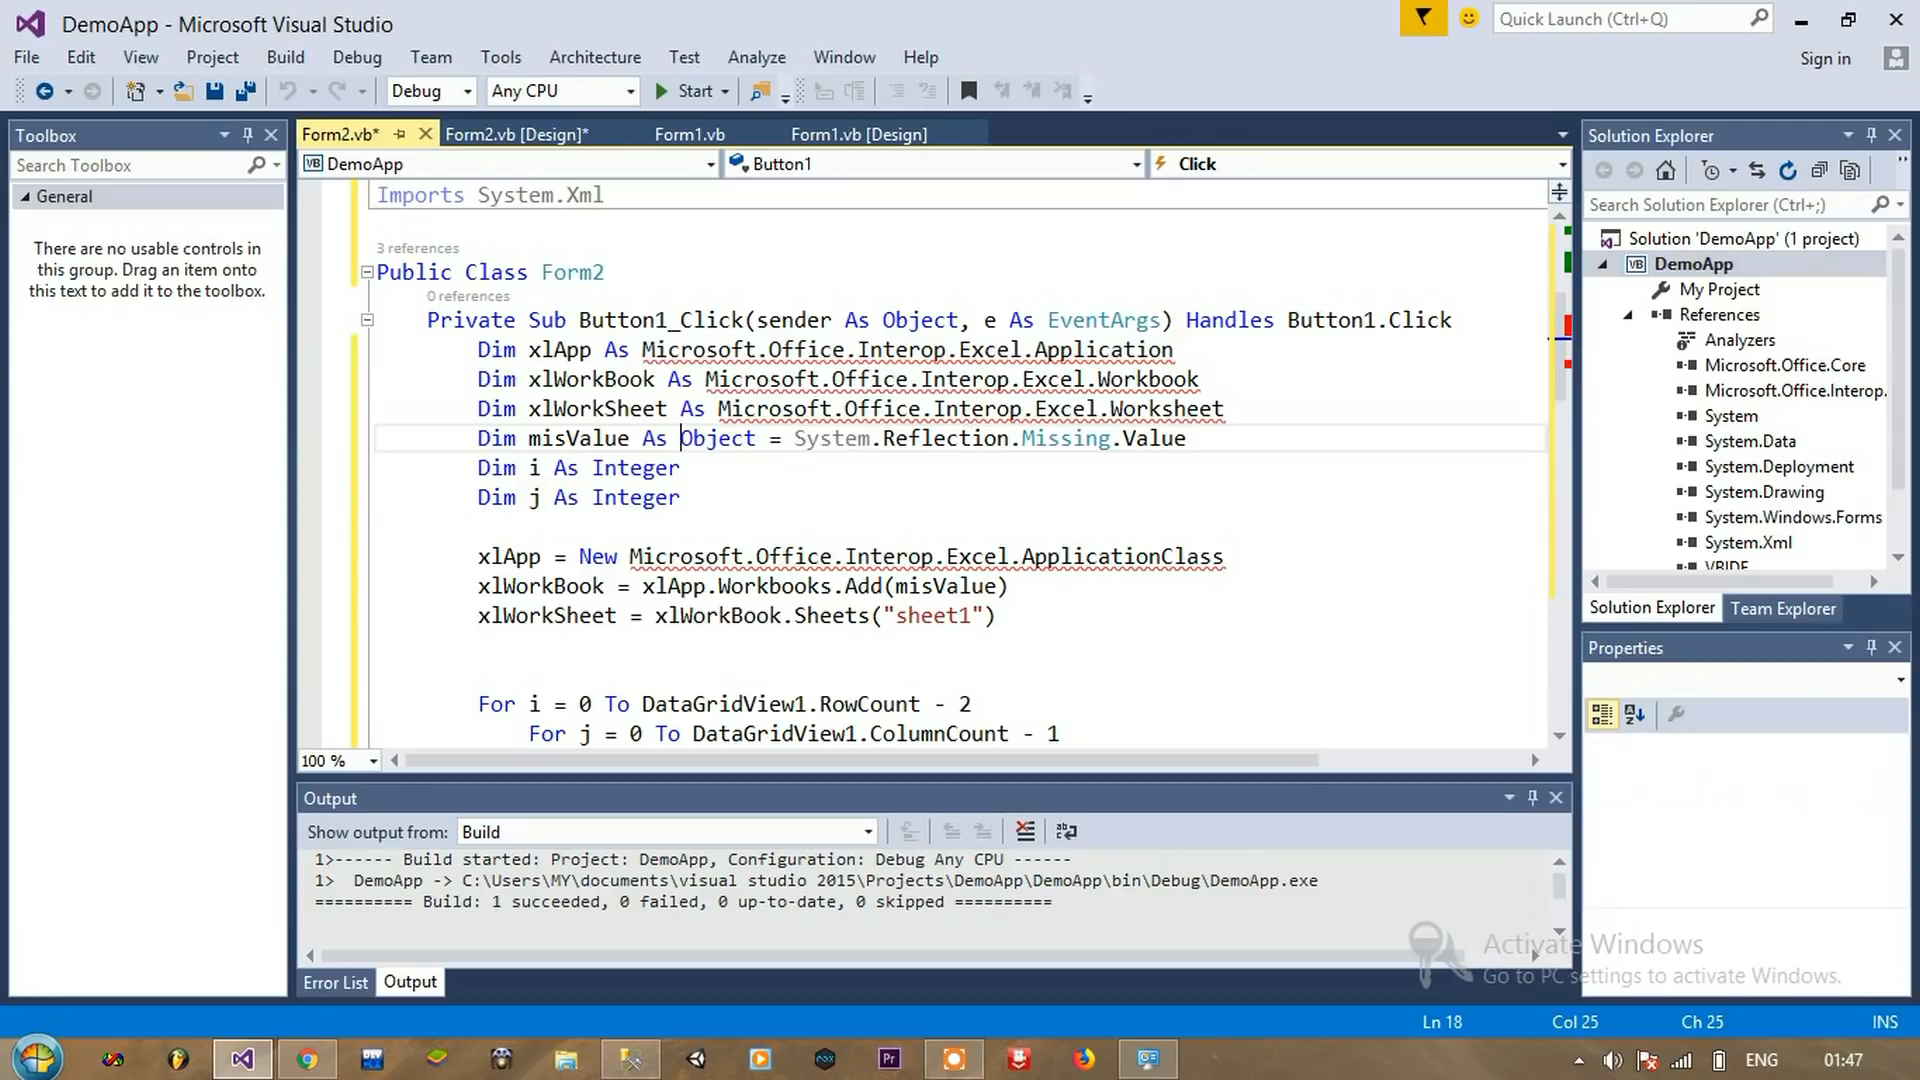 DemoApp - Microsoft Visual Studio
Quick Launch (Ctrl+Q)
File Edit View Project Build Debug Team Tools Architecture Test Analyze Window Help
Sign in
Debug Any CPU Start
Toolbox
Search Toolbox
General
There are no usable controls in
this group. Drag an item onto
this text to add it to the toolbox.
Form2.vb* Form2.vb [Design]* Form1.vb Form1.vb [Design]
VB DemoApp Button1 Click
Imports System.Xml
3 references
Public Class Form2
0 references
Private Sub Button1_Click(sender As Object, e As EventArgs) Handles Button1.Click
Dim xlApp As Microsoft.Office.Interop.Excel.Application
Dim xlWorkBook As Microsoft.Office.Interop.Excel.Workbook
Dim xlWorkSheet As Microsoft.Office.Interop.Excel.Worksheet
Dim misValue As Object = System.Reflection.Missing.Value
Dim i As Integer
Dim j As Integer
xlApp = New Microsoft.Office.Interop.Excel.ApplicationClass
xlWorkBook = xlApp.Workbooks.Add(misValue)
xlWorkSheet = xlWorkBook.Sheets("sheet1")
For i = 0 To DataGridView1.RowCount - 2
For j = 0 To DataGridView1.ColumnCount - 1
100 %
Output
Show output from: Build
1>------ Build started: Project: DemoApp, Configuration: Debug Any CPU ------
1>  DemoApp -> C:\Users\MY\documents\visual studio 2015\Projects\DemoApp\DemoApp\bin\Debug\DemoApp.exe
========== Build: 1 succeeded, 0 failed, 0 up-to-date, 0 skipped ==========
Error List Output
Solution Explorer
Search Solution Explorer (Ctrl+;)
Solution 'DemoApp' (1 project)
VB DemoApp
My Project
References
Analyzers
Microsoft.Office.Core
Microsoft.Office.Interop.
System
System.Data
System.Deployment
System.Drawing
System.Windows.Forms
System.Xml
VBIDE
Solution Explorer Team Explorer
Properties
Activate Windows
Go to PC settings to activate Windows.
Ln 18 Col 25 Ch 25 INS
DEV
nox
Pr
ENG 01:47